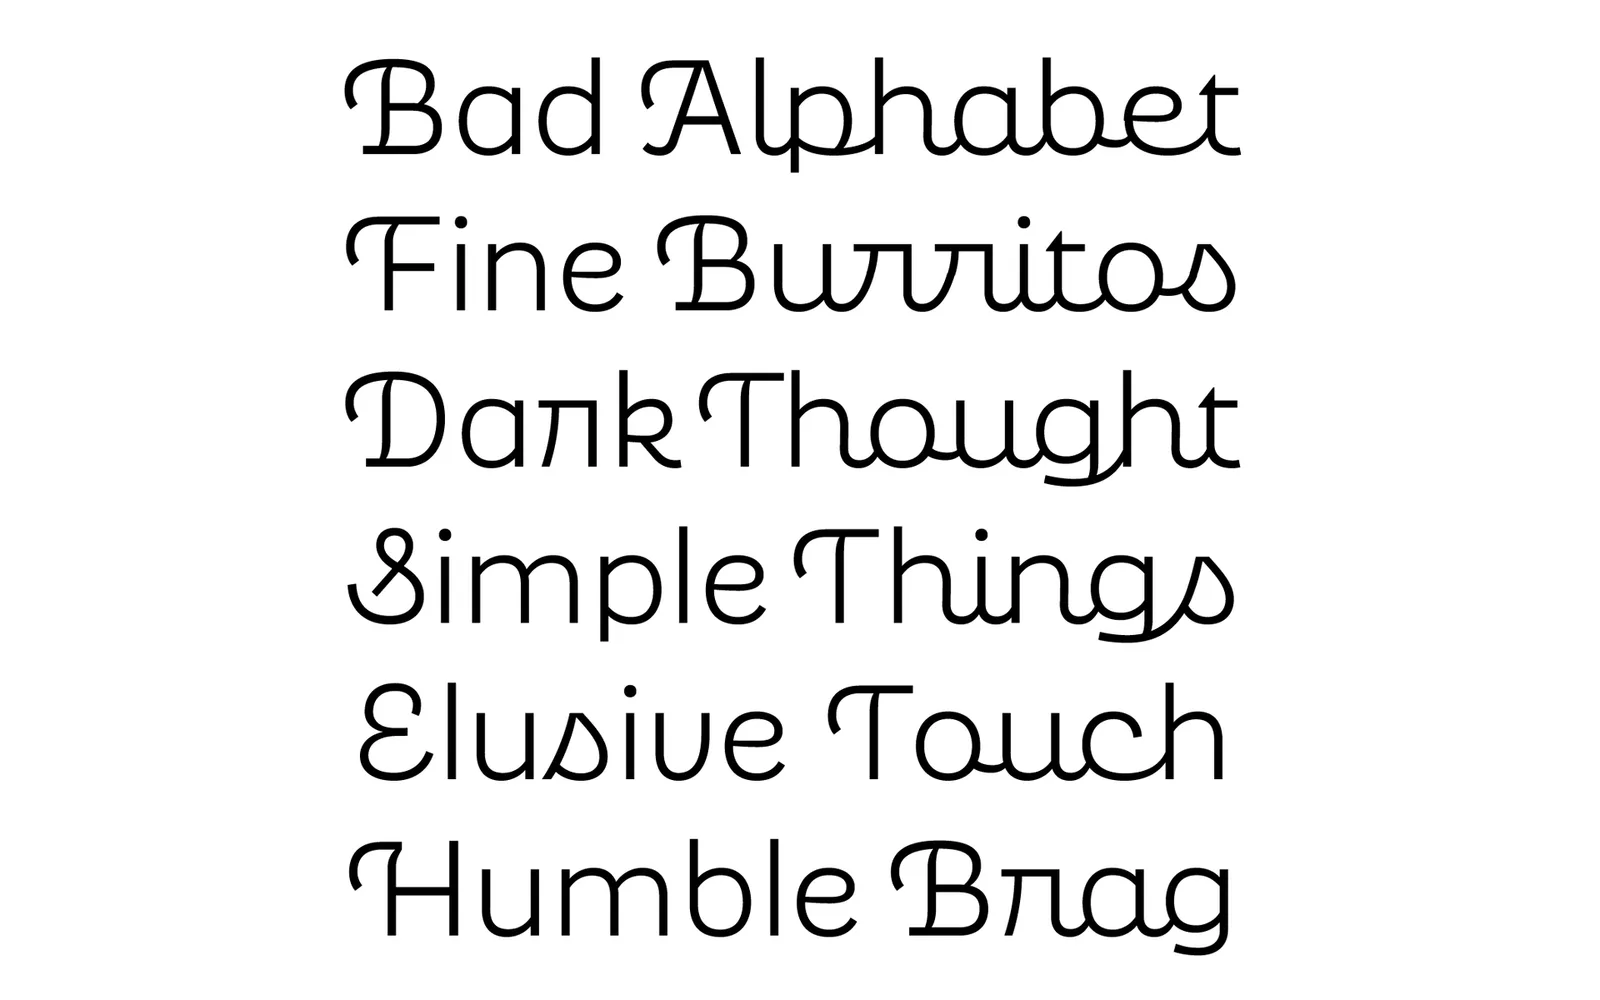 Bad Alphabet
Fine Burritos
Dark Thought
Simple Things
Elusive Touch
Humble Brag